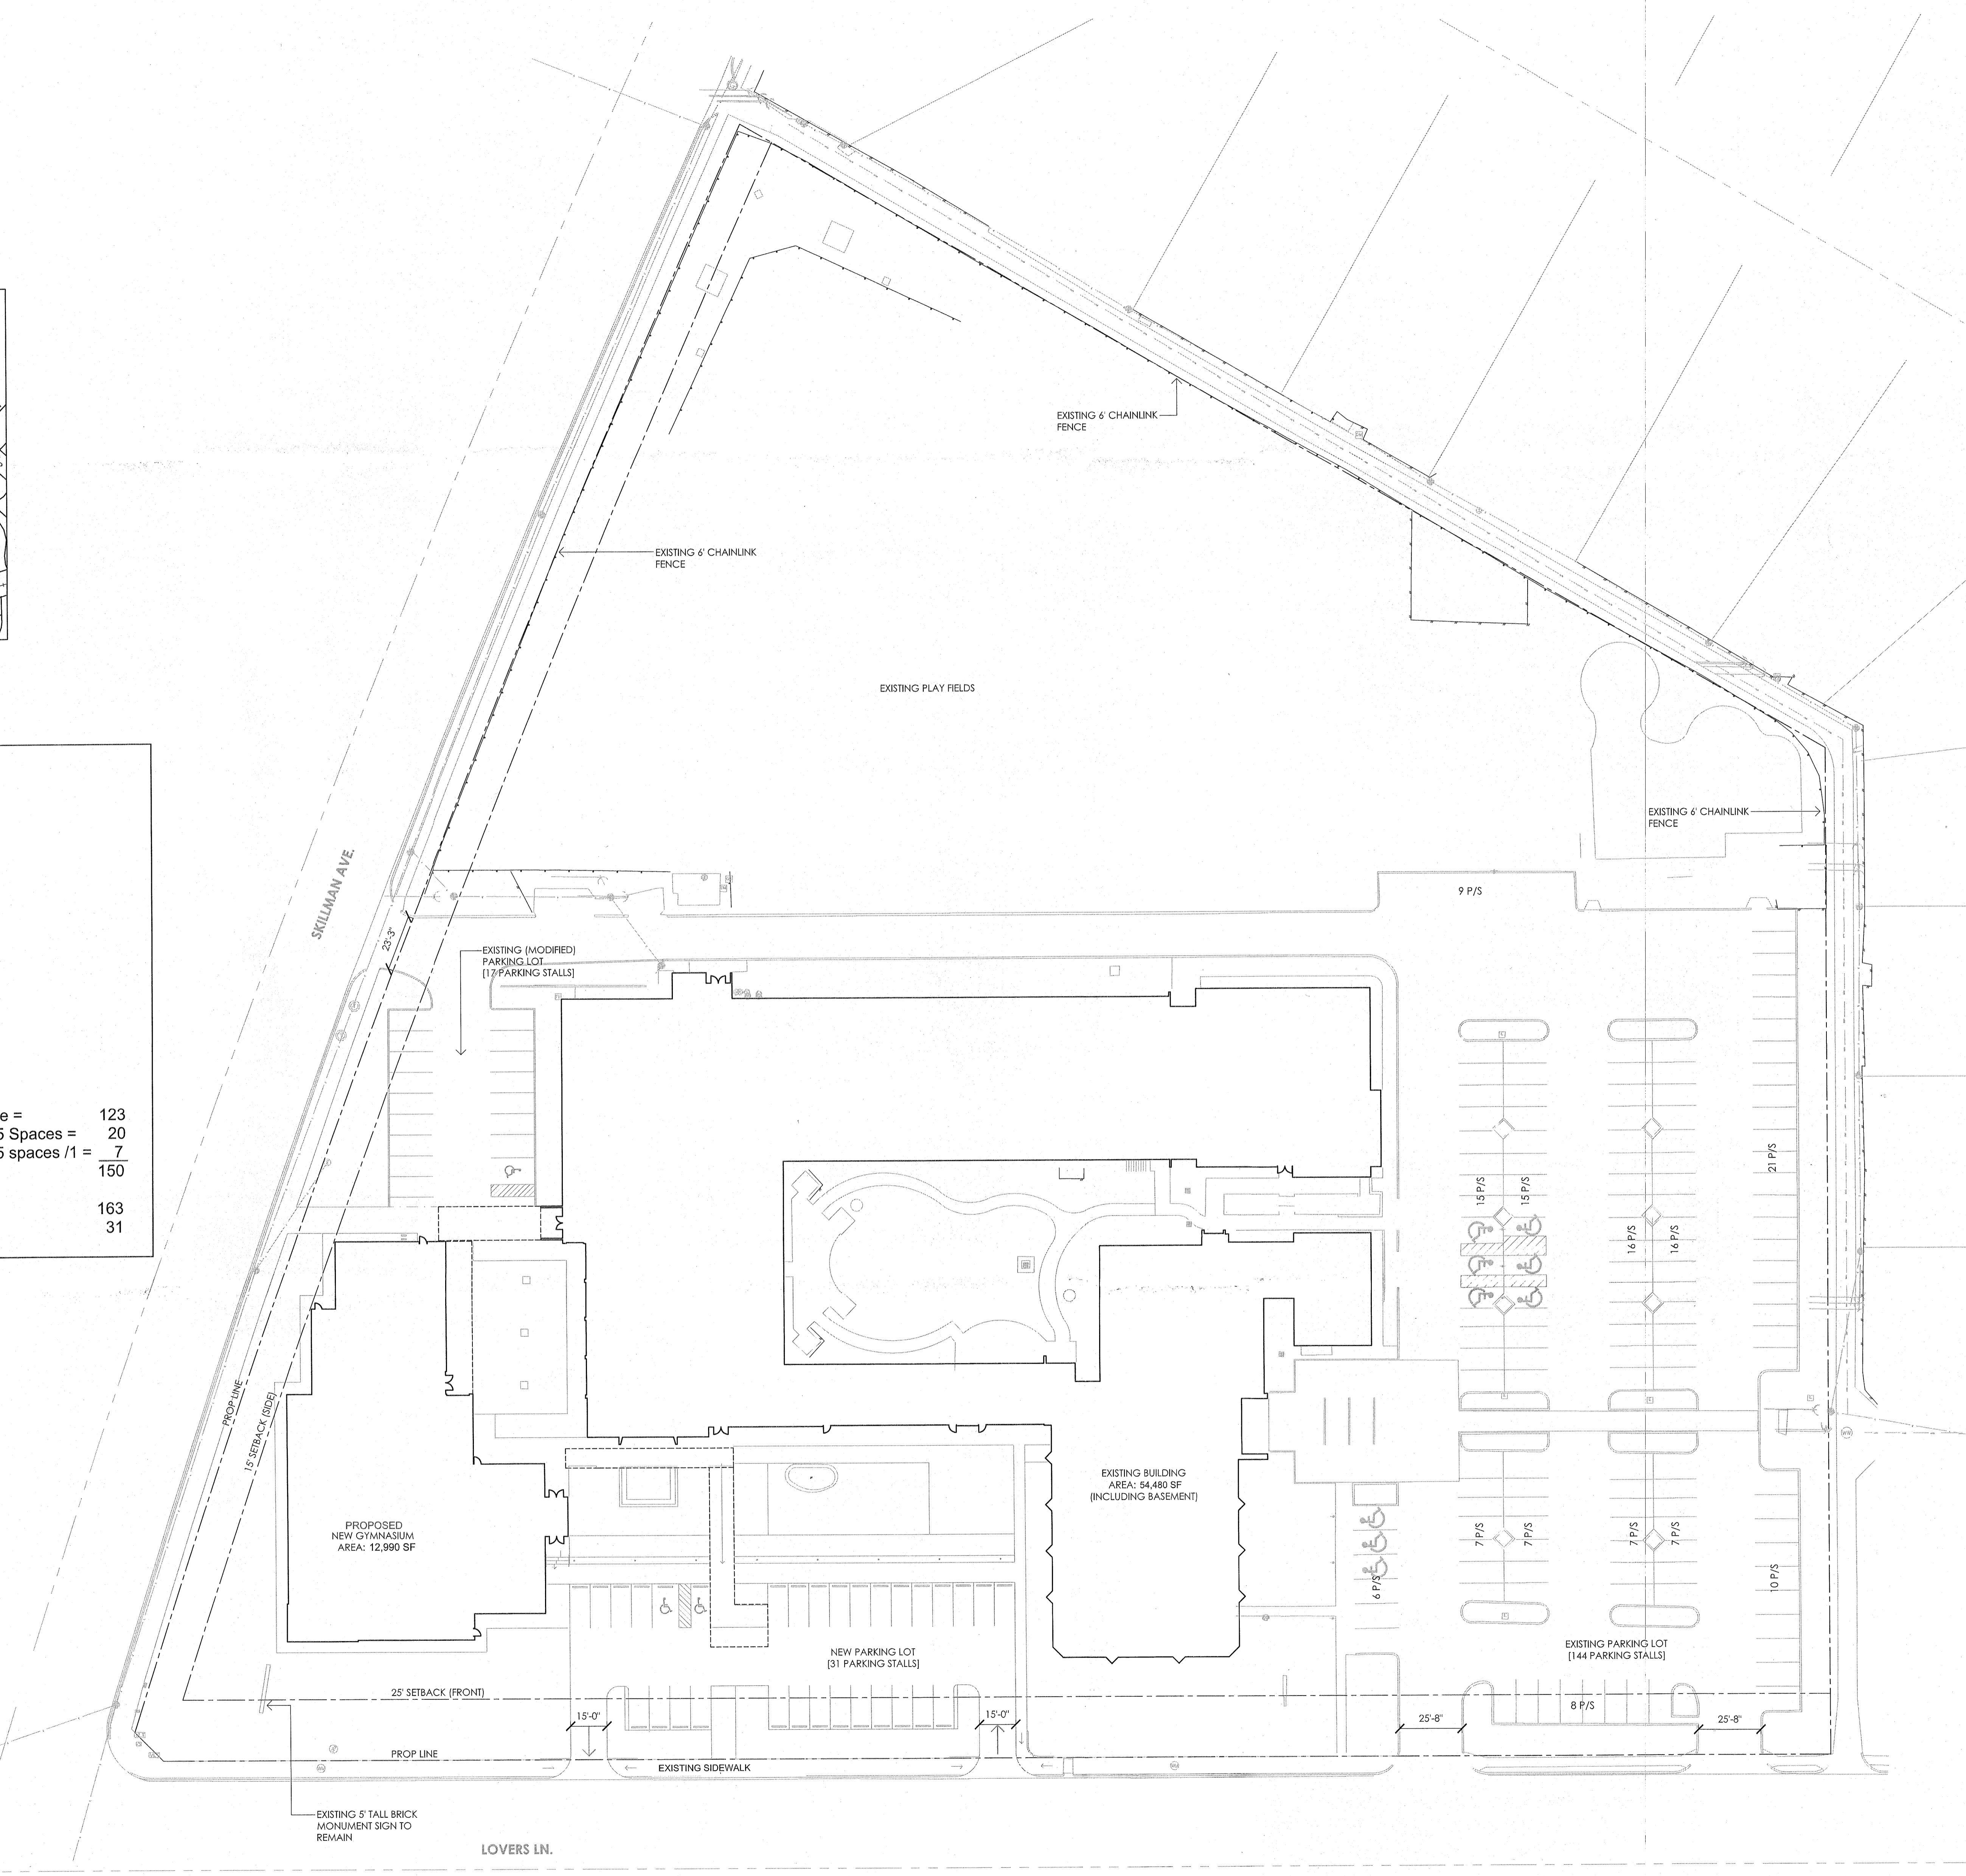 EXISTING 6' CHAINLINK
FENCE
EXISTING 6' CHAINLINK
FENCE
EXISTING PLAY FIELDS
EXISTING 6' CHAINLINK
FENCE
SKILLMAN AVE.
9 P/S
23'-3"
EXISTING (MODIFIED)
PARKING LOT
[17 PARKING STALLS]
e = 123
5 Spaces = 20
5 spaces /1 = 7
150
163
31
21 P/S
15 P/S
15 P/S
16 P/S
16 P/S
PROP LINE
15' SETBACK (SIDE)
EXISTING BUILDING
AREA: 54,480 SF
(INCLUDING BASEMENT)
PROPOSED
NEW GYMNASIUM
AREA: 12,990 SF
7 P/S
7 P/S
7 P/S
7 P/S
6 P/S
10 P/S
NEW PARKING LOT
[31 PARKING STALLS]
EXISTING PARKING LOT
[144 PARKING STALLS]
25' SETBACK (FRONT)
8 P/S
15'-0"
15'-0"
25'-8"
25'-8"
PROP LINE
EXISTING SIDEWALK
EXISTING 5' TALL BRICK
MONUMENT SIGN TO
REMAIN
LOVERS LN.